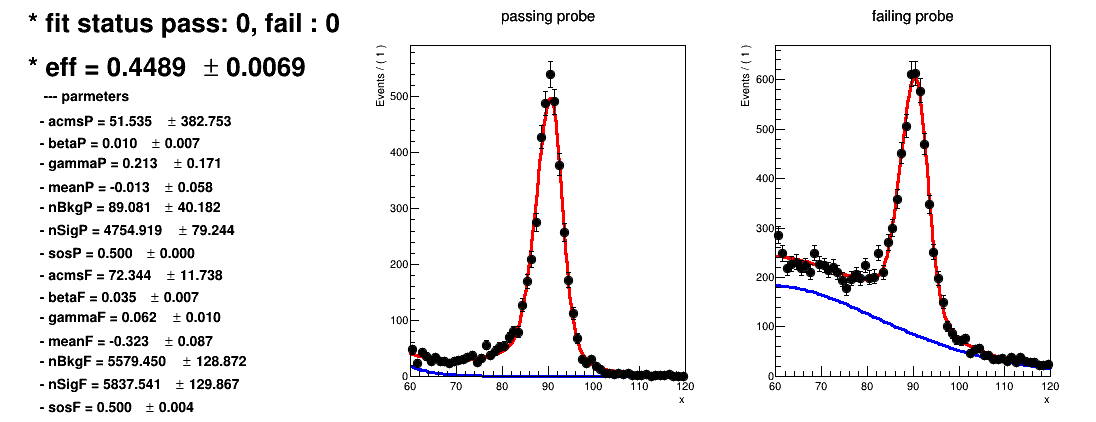 * fit status pass: 0, fail : 0
* eff = 0.4489 ± 0.0069
--- parmeters
- acmsP = 51.535 ± 382.753
- betaP = 0.010 ± 0.007
- gammaP = 0.213 ± 0.171
- meanP = -0.013 ± 0.058
- nBkgP = 89.081 ± 40.182
- nSigP = 4754.919 ± 79.244
- sosP = 0.500 ± 0.000
- acmsF = 72.344 ± 11.738
- betaF = 0.035 ± 0.007
- gammaF = 0.062 ± 0.010
- meanF = -0.323 ± 0.087
- nBkgF = 5579.450 ± 128.872
- nSigF = 5837.541 ± 129.867
- sosF = 0.500 ± 0.004
passing probe
Events / ( 1 )
500
400
300
200
100
0
60 70 80 90 100 110 120
x
failing probe
Events / ( 1 )
600
500
400
300
200
100
0
60 70 80 90 100 110 120
x